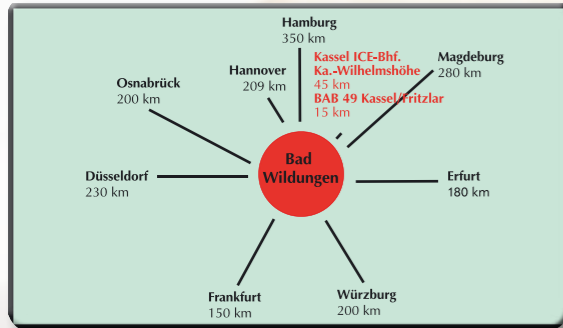 Hamburg
350 km
Kassel ICE-Bhf.
Ka.-Wilhelmshöhe
45 km
BAB 49 Kassel/Fritzlar
15 km
Magdeburg
280 km
Hannover
209 km
Osnabrück
200 km
Bad
Wildungen
Düsseldorf
230 km
Erfurt
180 km
Frankfurt
150 km
Würzburg
200 km